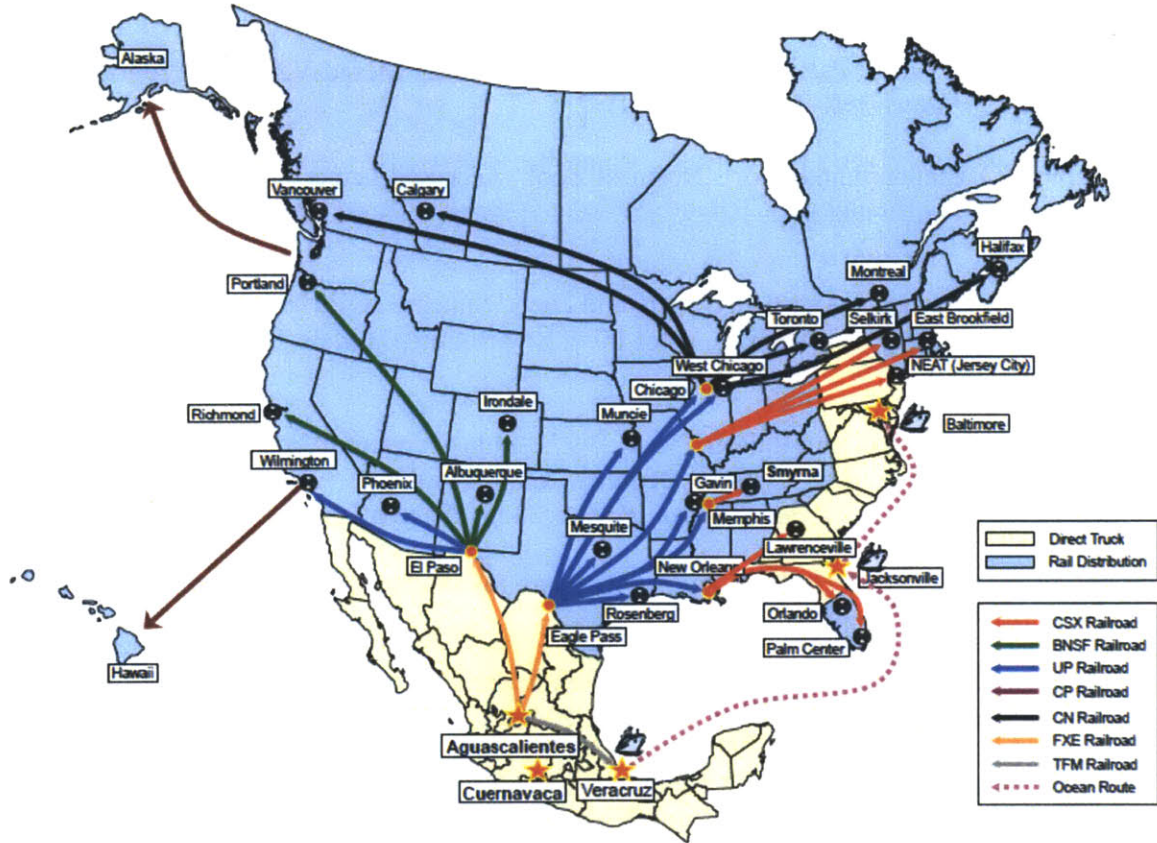 Alaska
Vancouver
Calgary
Halifax
Montreal
Portland
Toronto
Selkirk
East Brookfield
West Chicago
NEAT (Jersey City)
Chicago
Irondale
Muncie
Richmond
Baltimore
Wilmington
Albuquerque
Smyrna
Phoenix
Gavin
Memphis
Mesquite
Lawrenceville
El Paso
New Orleans
Jacksonville
Rosenberg
Orlando
Eagle Pass
Palm Center
Hawaii
Aguascalientes
Cuernavaca
Veracruz
Direct Truck
Rail Distribution
CSX Railroad
BNSF Railroad
UP Railroad
CP Railroad
CN Railroad
FXE Railroad
TFM Railroad
Ocean Route